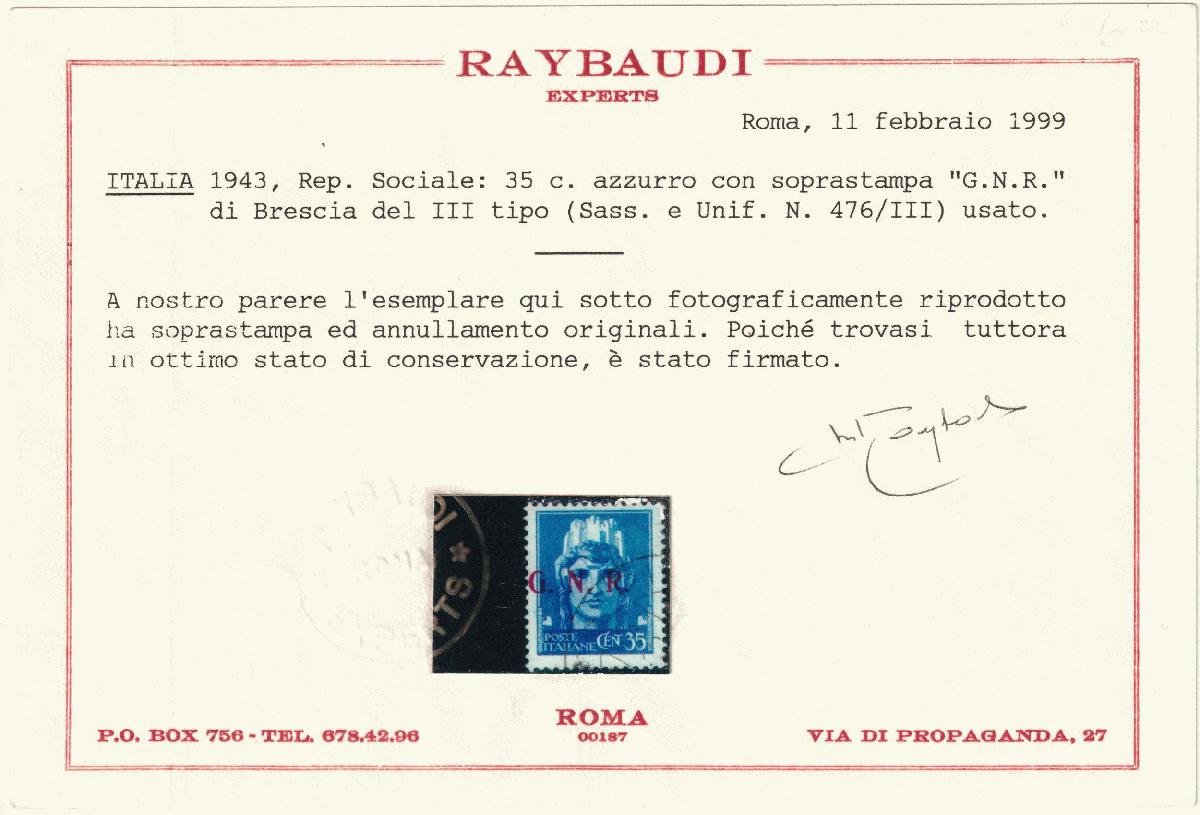 RAYBAUDI
EXPERTS
Roma, 11 febbraio 1999
ITALIA 1943, Rep. Sociale: 35 c. azzurro con soprastampa "G.N.R."
di Brescia del III tipo (Sass. e Unif. N. 476/III) usato.
A nostro parere l'esemplare qui sotto fotograficamente riprodotto
ha soprastampa ed annullamento originali. Poiché trovasi tuttora
in ottimo stato di conservazione, è stato firmato.
G. N. R.
POSTE
ITALIANE CEN 35
ROMA
00187
P.O. BOX 756 - TEL. 678.42.96
VIA DI PROPAGANDA, 27